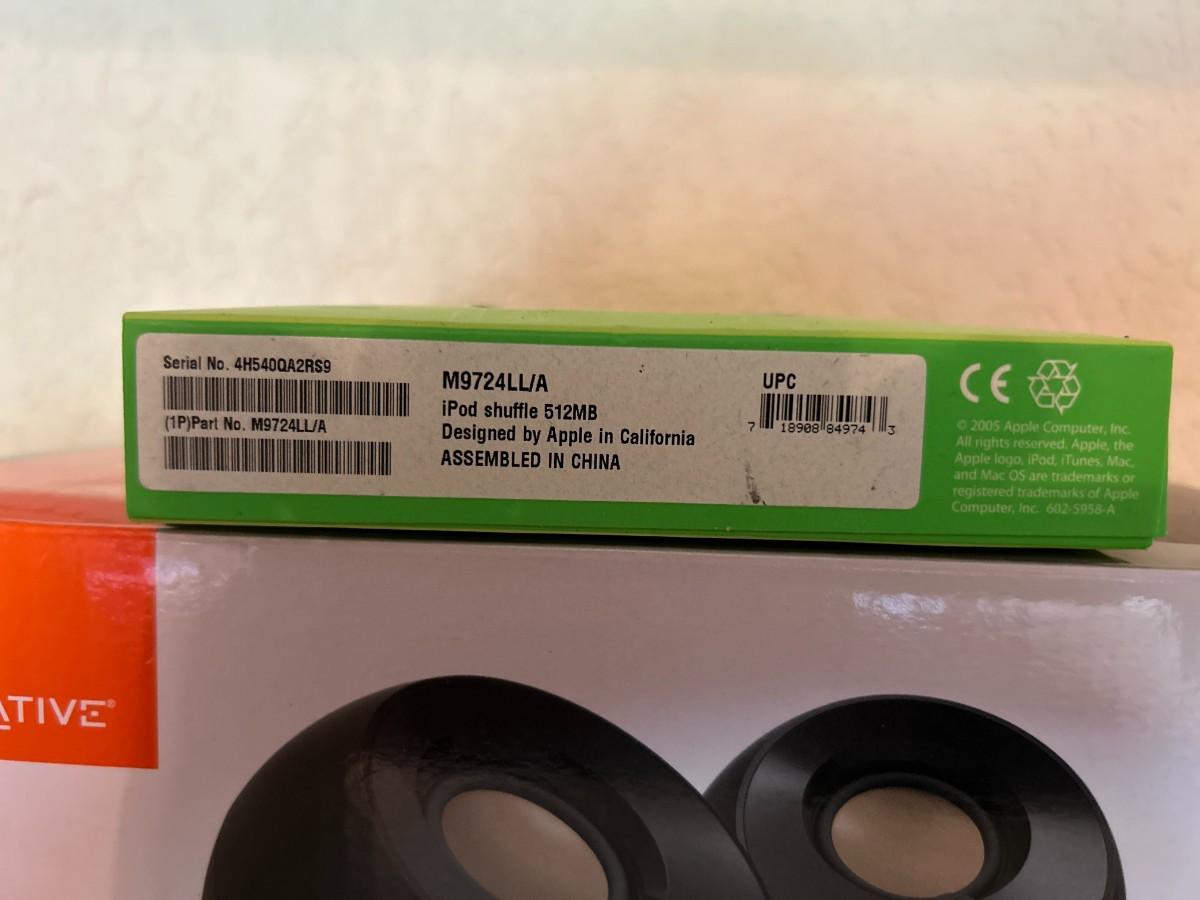 Serial No. 4H540QA2RS9
(1P)Part No. M9724LL/A
M9724LL/A
iPod shuffle 512MB
Designed by Apple in California
ASSEMBLED IN CHINA
UPC
7 18908 84974 3
CE
© 2005 Apple Computer, Inc.
All rights reserved. Apple, the
Apple logo, iPod, iTunes, Mac,
and Mac OS are trademarks or
registered trademarks of Apple
Computer, Inc. 602-5958-A
ATIVE®